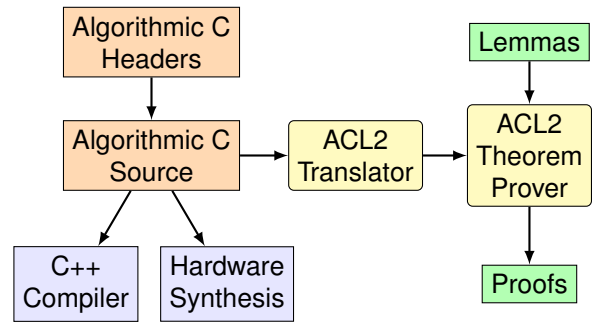 Algorithmic C
Headers
Lemmas
Algorithmic C
Source
ACL2
Translator
ACL2
Theorem
Prover
C++
Compiler
Hardware
Synthesis
Proofs